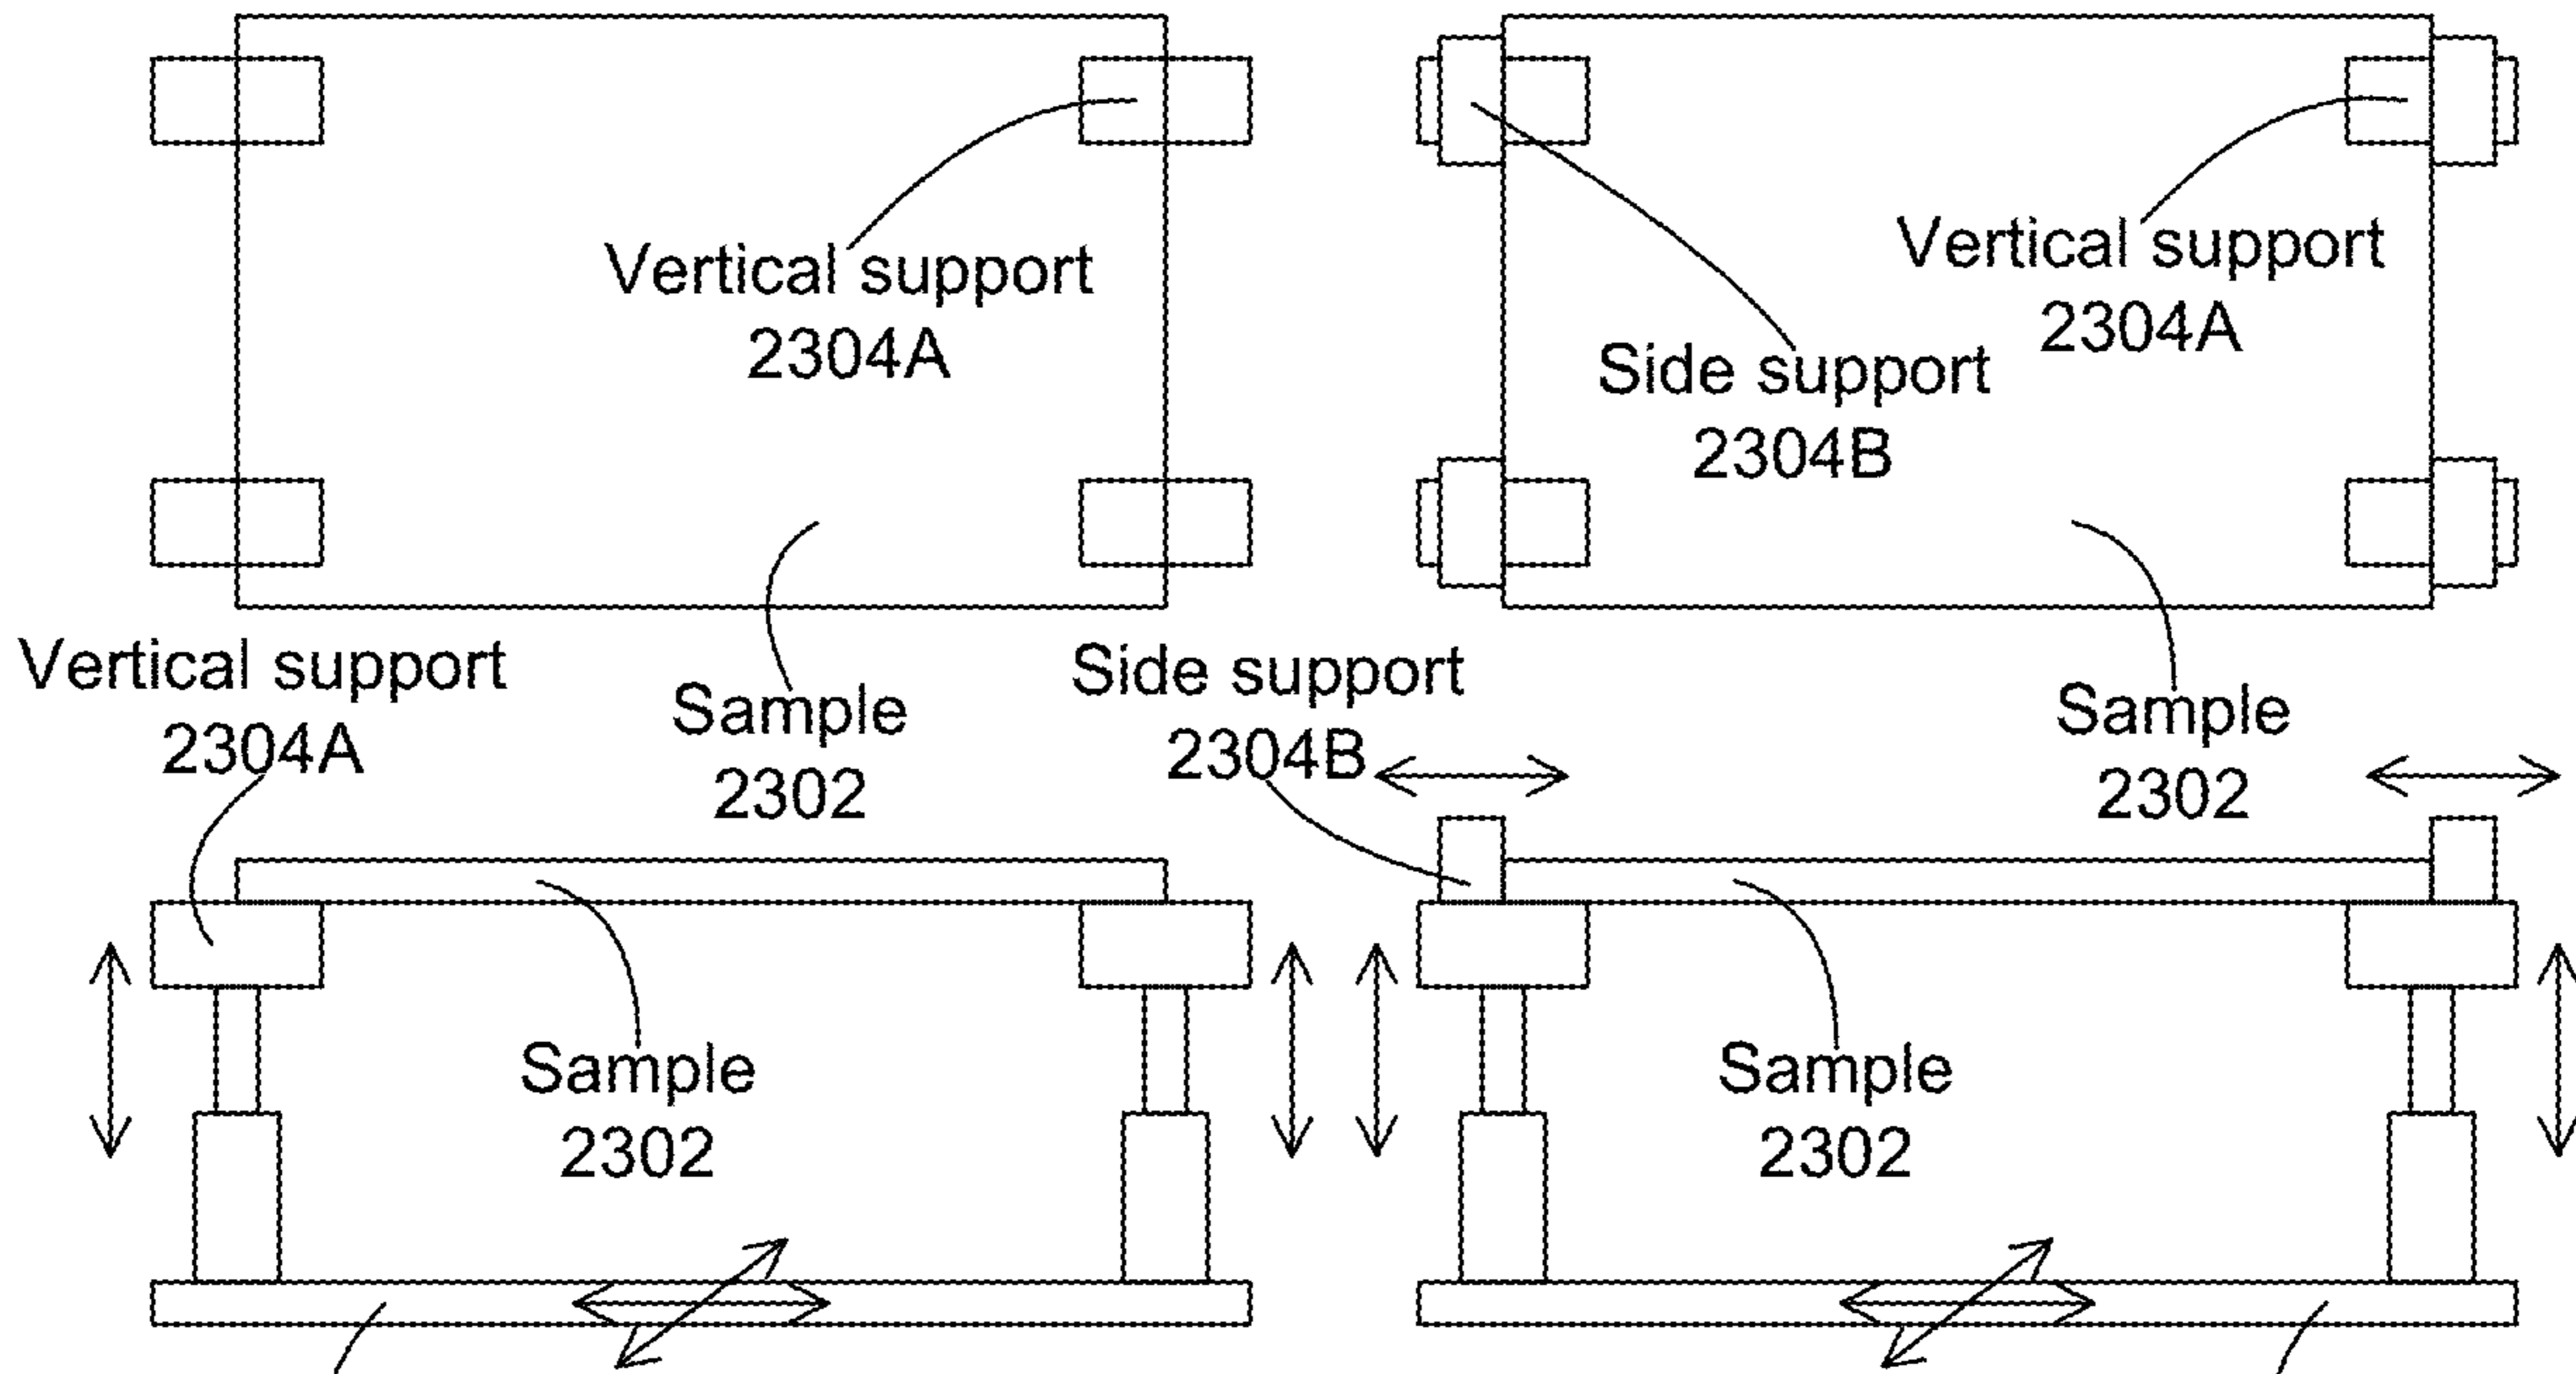 Vertical support
2304A
Vertical support
2304A
Side support
2304B
Vertical support
2304A
Sample
2302
Side support
2304B
Sample
2302
Sample
2302
Sample
2302